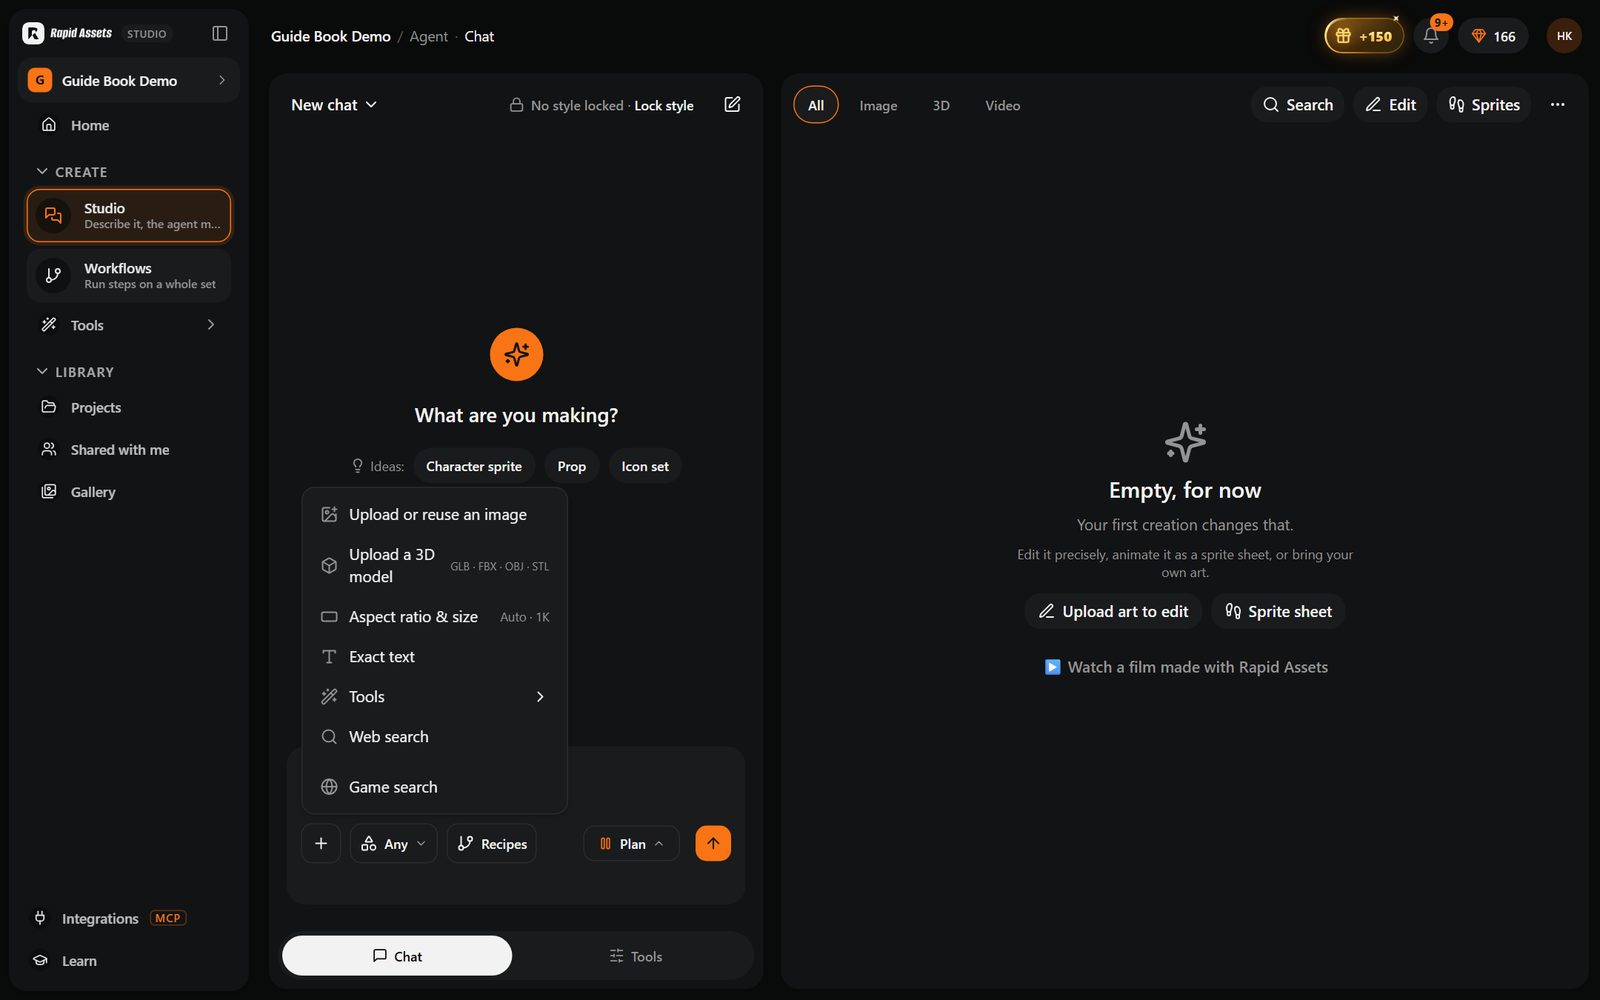 Rapid Assets STUDIO
G Guide Book Demo
Home
CREATE
Studio
Describe it, the agent m...
Workflows
Run steps on a whole set
Tools
LIBRARY
Projects
Shared with me
Gallery
Integrations MCP
Learn
Guide Book Demo / Agent · Chat
+150
9+
166
HK
New chat
No style locked · Lock style
What are you making?
Ideas: Character sprite Prop Icon set
Upload or reuse an image
Upload a 3D model GLB · FBX · OBJ · STL
Aspect ratio & size Auto · 1K
Exact text
Tools
Web search
Game search
Any Recipes Plan
Chat Tools
All Image 3D Video
Search Edit Sprites
Empty, for now
Your first creation changes that.
Edit it precisely, animate it as a sprite sheet, or bring your
own art.
Upload art to edit Sprite sheet
Watch a film made with Rapid Assets